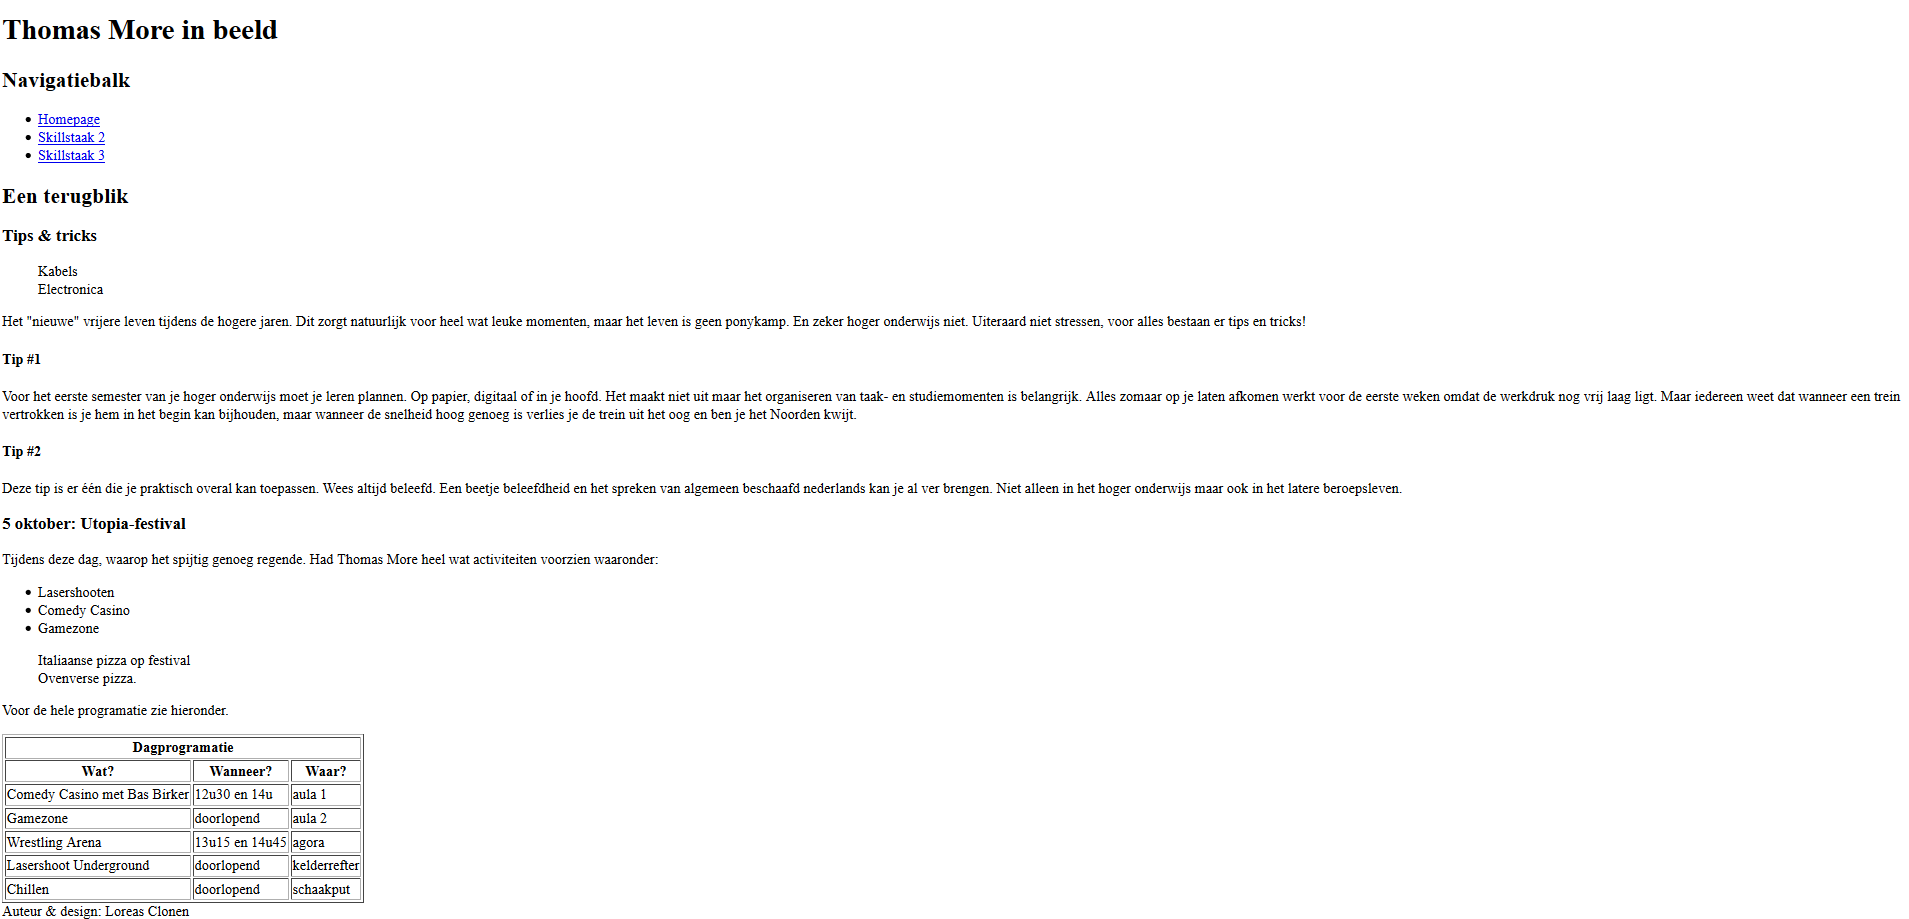 Thomas More in beeld
Navigatiebalk
Homepage
Skillstaak 2
Skillstaak 3
Een terugblik
Tips & tricks
Kabels
Electronica
Het "nieuwe" vrijere leven tijdens de hogere jaren. Dit zorgt natuurlijk voor heel wat leuke momenten, maar het leven is geen ponykamp. En zeker hoger onderwijs niet. Uiteraard niet stressen, voor alles bestaan er tips en tricks!
Tip #1
Voor het eerste semester van je hoger onderwijs moet je leren plannen. Op papier, digitaal of in je hoofd. Het maakt niet uit maar het organiseren van taak- en studiemomenten is belangrijk. Alles zomaar op je laten afkomen werkt voor de eerste weken omdat de werkdruk nog vrij laag ligt. Maar iedereen weet dat wanneer een trein
vertrokken is je hem in het begin kan bijhouden, maar wanneer de snelheid hoog genoeg is verlies je de trein uit het oog en ben je het Noorden kwijt.
Tip #2
Deze tip is er één die je praktisch overal kan toepassen. Wees altijd beleefd. Een beetje beleefdheid en het spreken van algemeen beschaafd nederlands kan je al ver brengen. Niet alleen in het hoger onderwijs maar ook in het latere beroepsleven.
5 oktober: Utopia-festival
Tijdens deze dag, waarop het spijtig genoeg regende. Had Thomas More heel wat activiteiten voorzien waaronder:
Lasershooten
Comedy Casino
Gamezone
Italiaanse pizza op festival
Ovenverse pizza.
Voor de hele programatie zie hieronder.
Dagprogramatie
Wat? Wanneer? Waar?
Comedy Casino met Bas Birker 12u30 en 14u aula 1
Gamezone doorlopend aula 2
Wrestling Arena 13u15 en 14u45 agora
Lasershoot Underground doorlopend kelderrefter
Chillen doorlopend schaakput
Auteur & design: Loreas Clonen